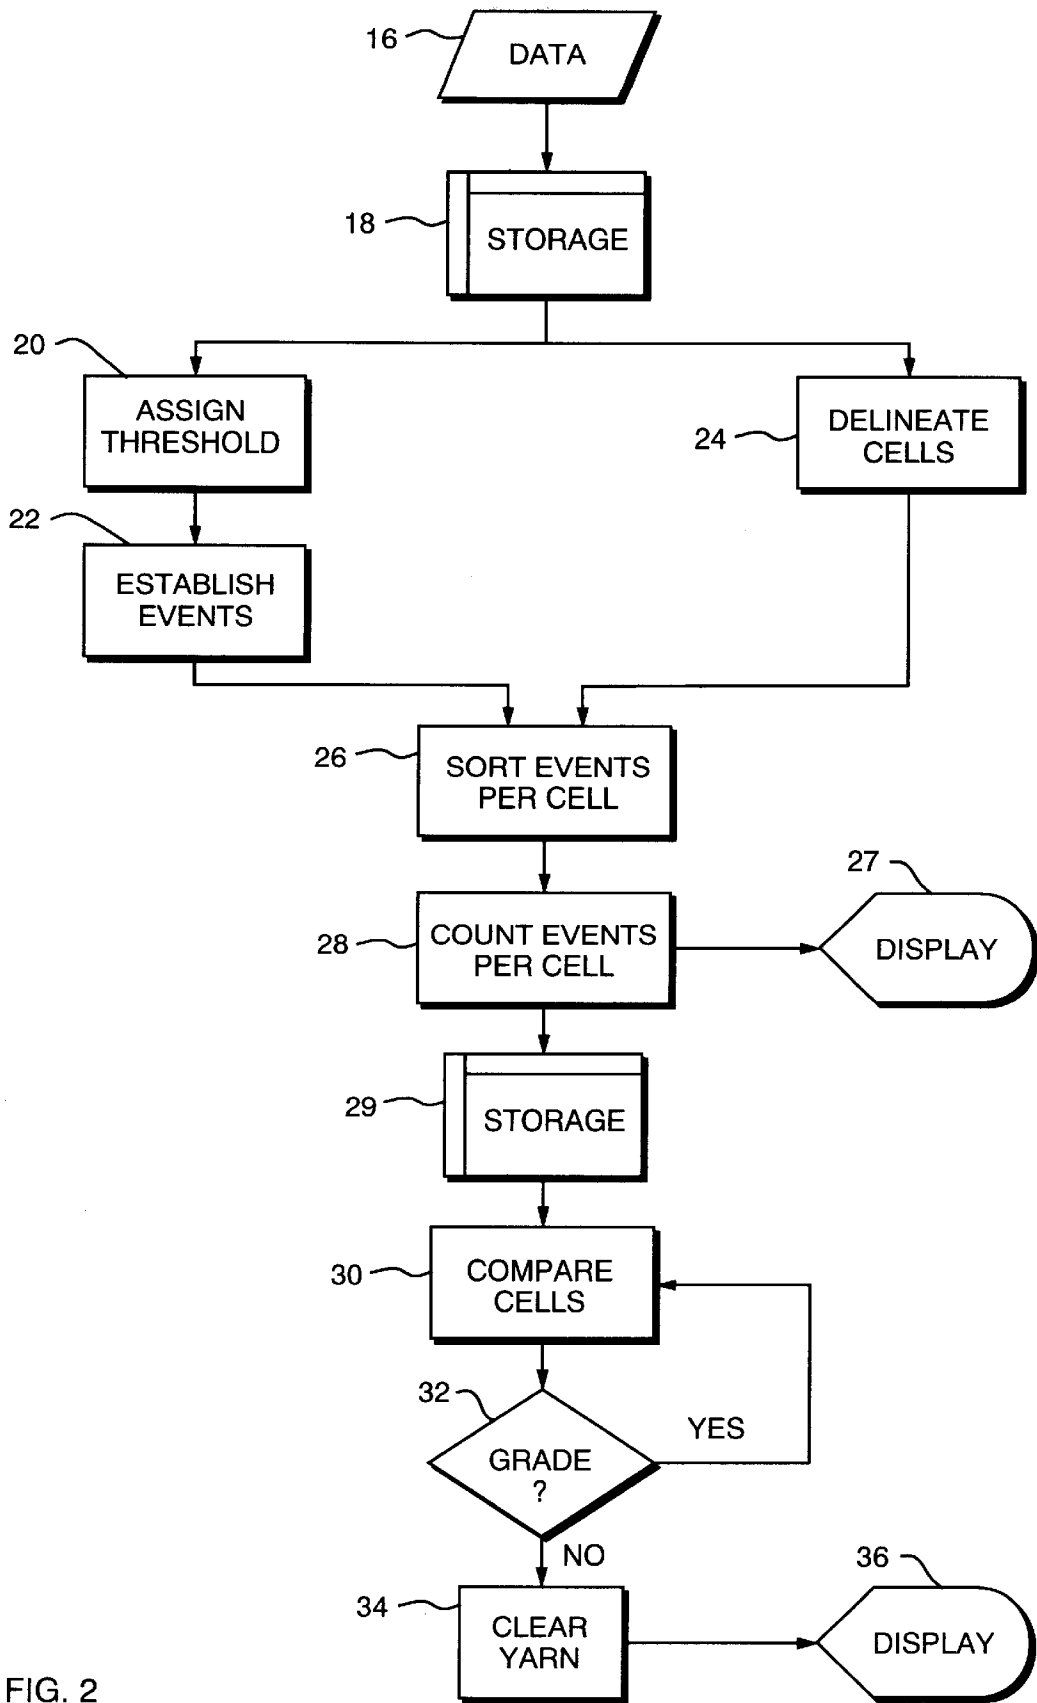 16
DATA
18
STORAGE
20
ASSIGN
THRESHOLD
24
DELINEATE
CELLS
22
ESTABLISH
EVENTS
26
SORT EVENTS
PER CELL
27
28
COUNT EVENTS
PER CELL
DISPLAY
29
STORAGE
30
COMPARE
CELLS
32
YES
GRADE
?
NO
36
34
CLEAR
YARN
DISPLAY
FIG. 2